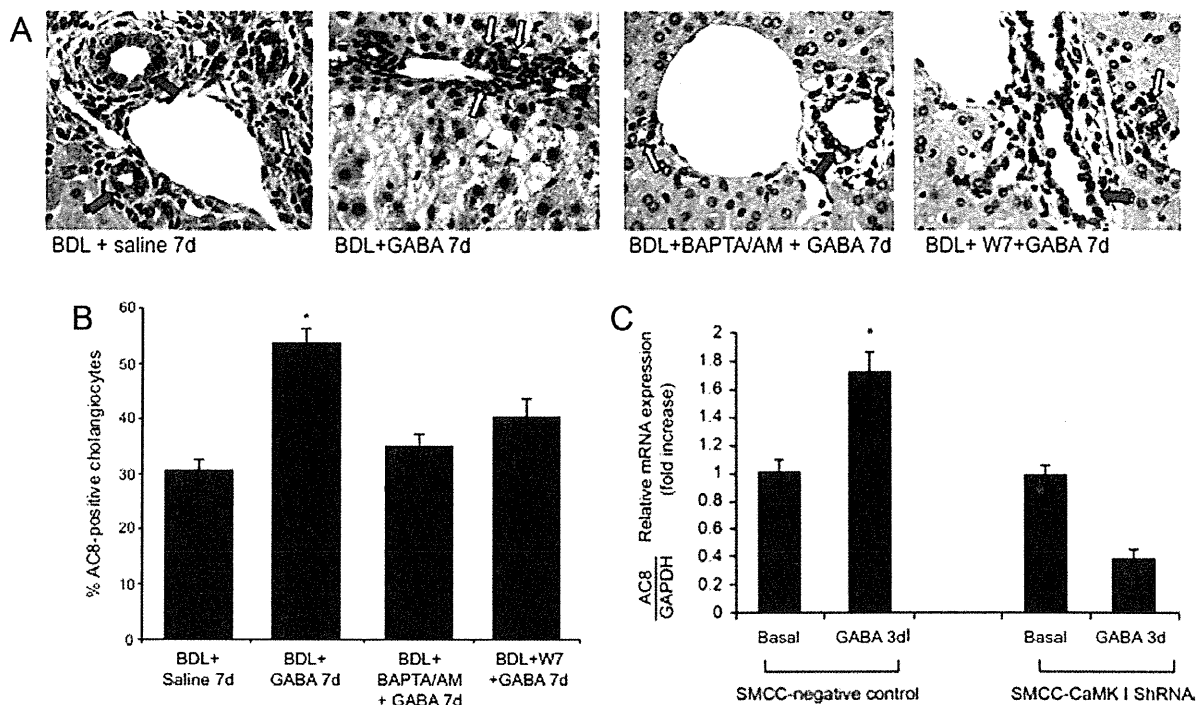 A
BDL + saline 7d
BDL+GABA 7d
BDL+BAPTA/AM + GABA 7d
BDL+ W7+GABA 7d
B
% AC8-positive cholangiocytes
60
50
40
30
20
10
0
*
BDL+
Saline 7d
BDL+
GABA 7d
BDL+
BAPTA/AM
+ GABA 7d
BDL+W7
+GABA 7d
C
AC8
GAPDH
Relative mRNA expression
(fold increase)
2
1.8
1.6
1.4
1.2
1
0.8
0.6
0.4
0.2
0
*
Basal
GABA 3d
Basal
GABA 3d
SMCC-negative control
SMCC-CaMK I ShRNA